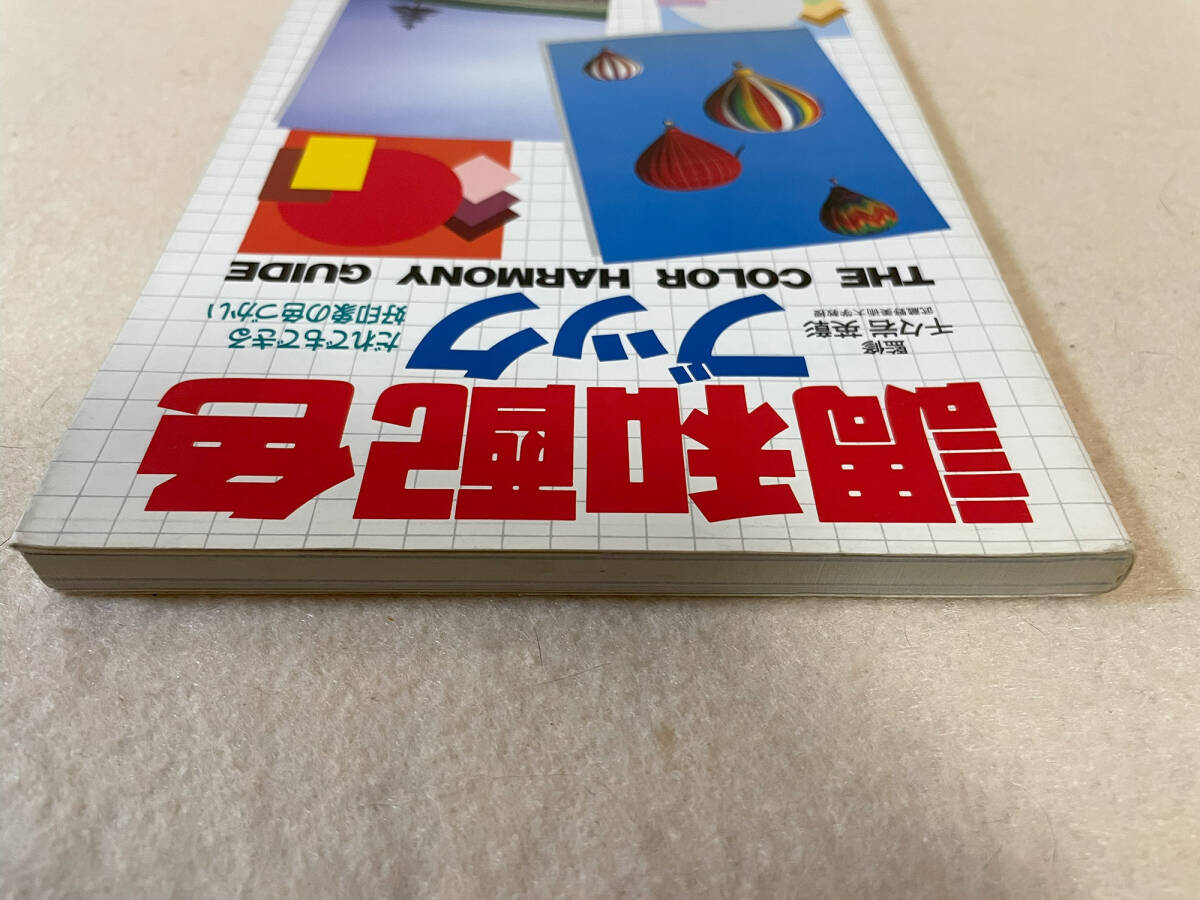 調和配色
ブック
だれでもできる
好印象の色づかい
監修
千々岩 英彰
武蔵野美術大学教授
THE COLOR HARMONY GUIDE